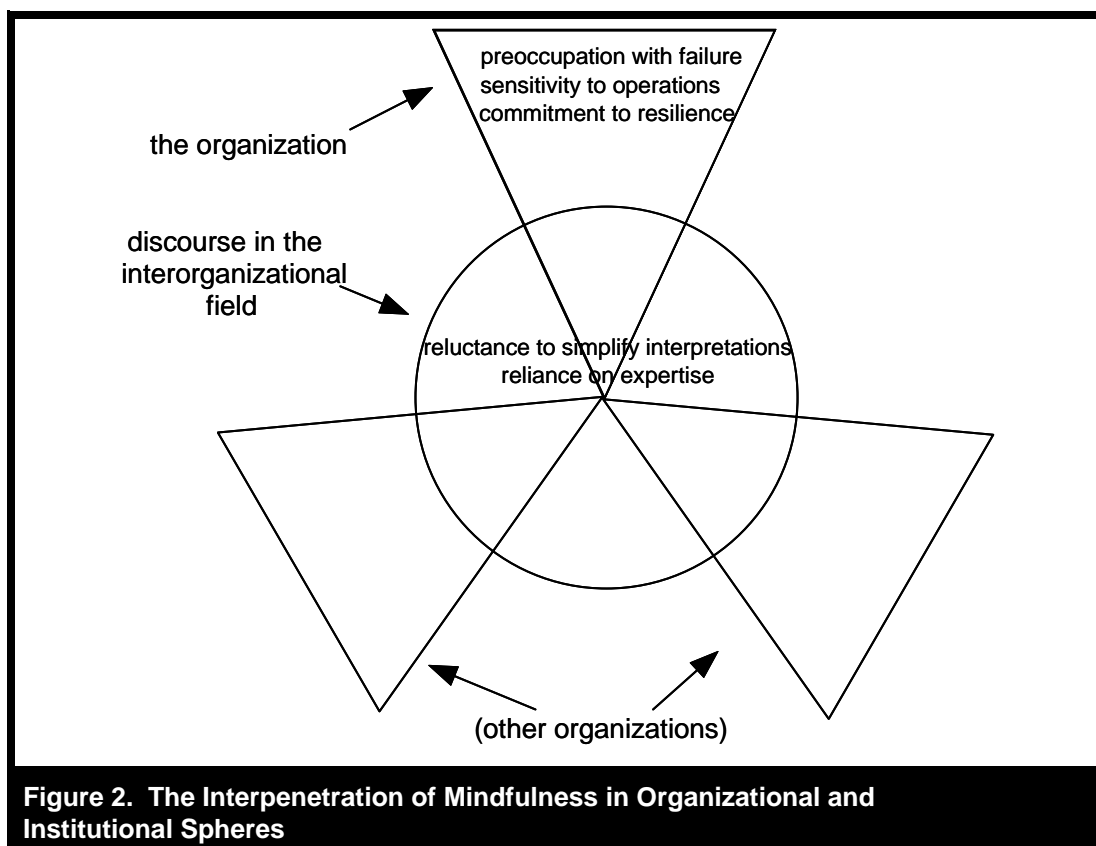 preoccupation with failure
sensitivity to operations
commitment to resilience
the organization
discourse in the
interorganizational
field
reluctance to simplify interpretations
reliance on expertise
(other organizations)
Figure 2.  The Interpenetration of Mindfulness in Organizational and
Institutional Spheres